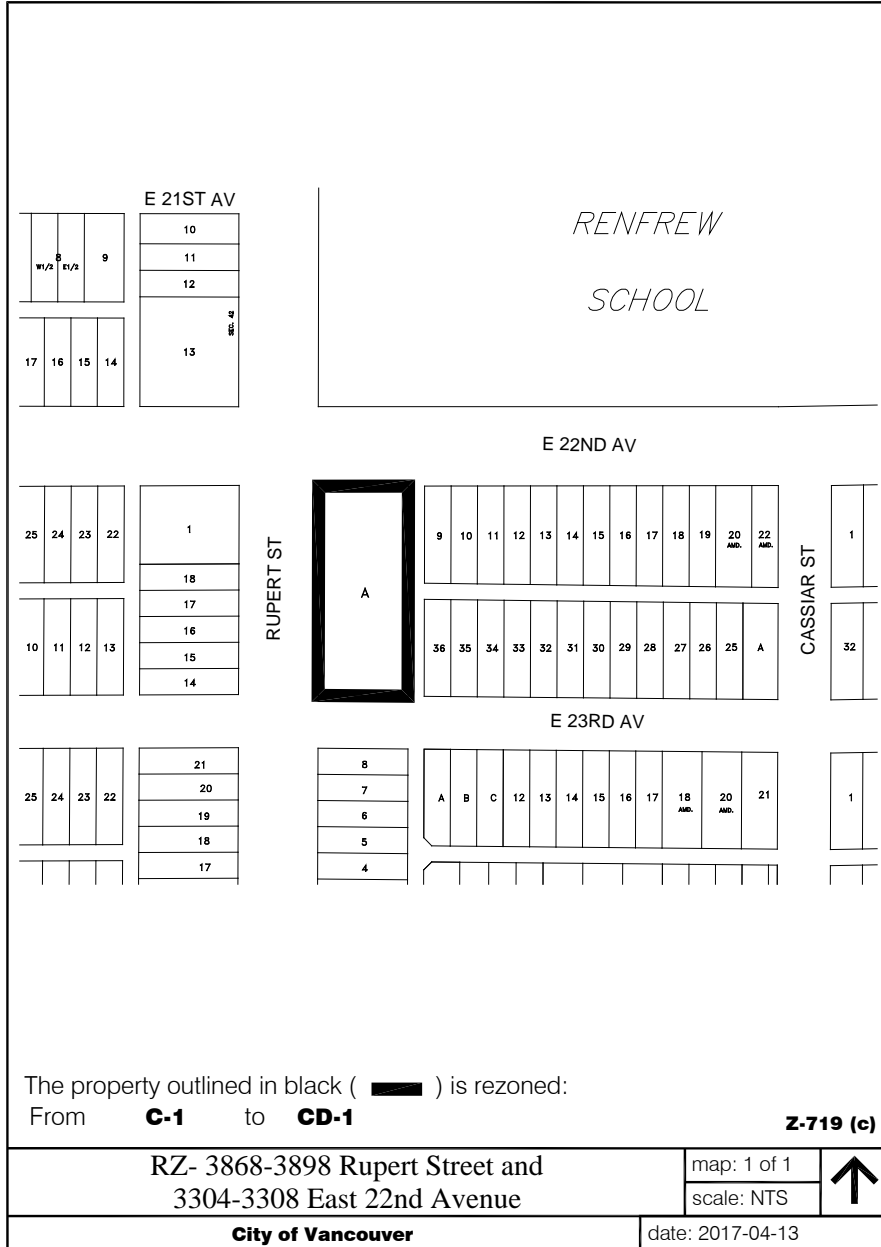 E 21ST AV
RENFREW
SCHOOL
8
W1/2 E1/2 9
10
11
12
13
SEC. 42
17 16 15 14
E 22ND AV
25 24 23 22
1
18
17
16
15
14
RUPERT ST
A
9 10 11 12 13 14 15 16 17 18 19 20 22
AMD. AMD.
CASSIAR ST
1
10 11 12 13
36 35 34 33 32 31 30 29 28 27 26 25 A
32
E 23RD AV
25 24 23 22
21
20
19
18
17
8
7
6
5
4
A B C 12 13 14 15 16 17 18 20 21
AMD. AMD.
1
The property outlined in black ( ) is rezoned:
From C-1 to CD-1
Z-719 (c)
RZ- 3868-3898 Rupert Street and
3304-3308 East 22nd Avenue
map: 1 of 1
scale: NTS
City of Vancouver
date: 2017-04-13